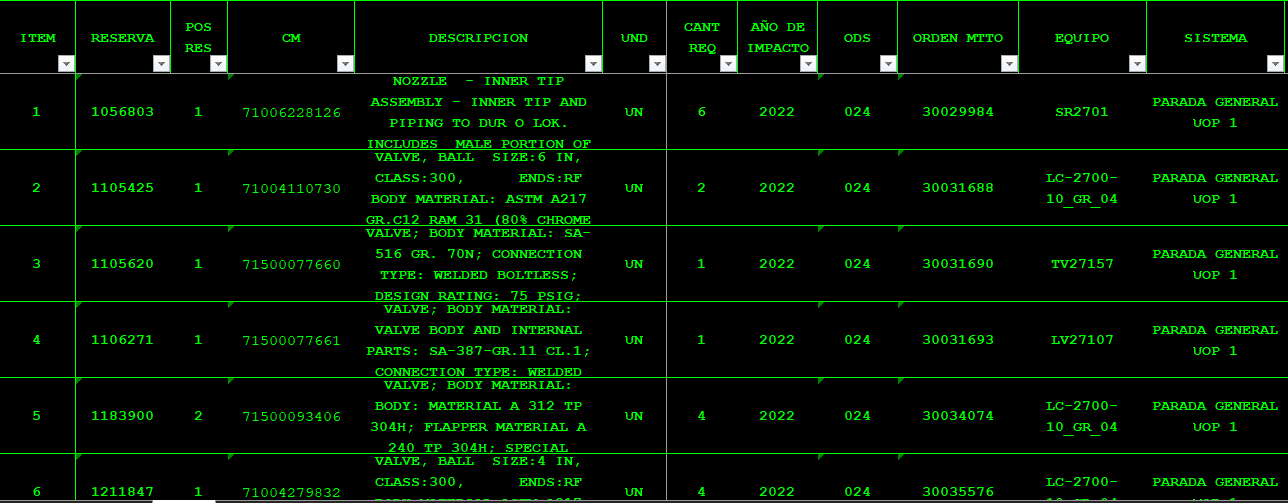 ITEM RESERVA POS RES CM DESCRIPCION UND CANT REQ AÑO DE IMPACTO ODS ORDEN MTTO EQUIPO SISTEMA
1 1056803 1 71006228126 NOZZLE - INNER TIP
ASSEMBLY - INNER TIP AND
PIPING TO DUR O LOK.
INCLUDES MALE PORTION OF
UN 6 2022 024 30029984 SR2701 PARADA GENERAL
UOP 1
2 1105425 1 71004110730 VALVE, BALL SIZE:6 IN,
CLASS:300, ENDS:RF
BODY MATERIAL: ASTM A217
GR.C12 RAM 31 (80% CHROME
UN 2 2022 024 30031688 LC-2700-
10_GR_04 PARADA GENERAL
UOP 1
3 1105620 1 71500077660 VALVE; BODY MATERIAL: SA-
516 GR. 70N; CONNECTION
TYPE: WELDED BOLTLESS;
DESIGN RATING: 75 PSIG;
UN 1 2022 024 30031690 TV27157 PARADA GENERAL
UOP 1
4 1106271 1 71500077661 VALVE; BODY MATERIAL:
VALVE BODY AND INTERNAL
PARTS: SA-387-GR.11 CL.1;
CONNECTION TYPE: WELDED
UN 1 2022 024 30031693 LV27107 PARADA GENERAL
UOP 1
5 1183900 2 71500093406 VALVE; BODY MATERIAL:
BODY: MATERIAL A 312 TP
304H; FLAPPER MATERIAL A
240 TP 304H; SPECIAL
UN 4 2022 024 30034074 LC-2700-
10_GR_04 PARADA GENERAL
UOP 1
6 1211847 1 71004279832 VALVE, BALL SIZE:4 IN,
CLASS:300, ENDS:RF
UN 4 2022 024 30035576 LC-2700-
PARADA GENERAL
UOP 1